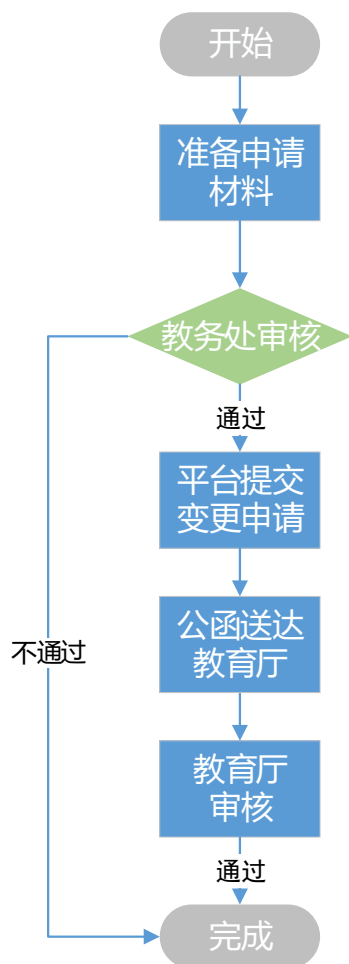 开始
准备申请
材料
教务处审核
通过
平台提交
变更申请
公函送达
教育厅
不通过
教育厅
审核
通过
完成